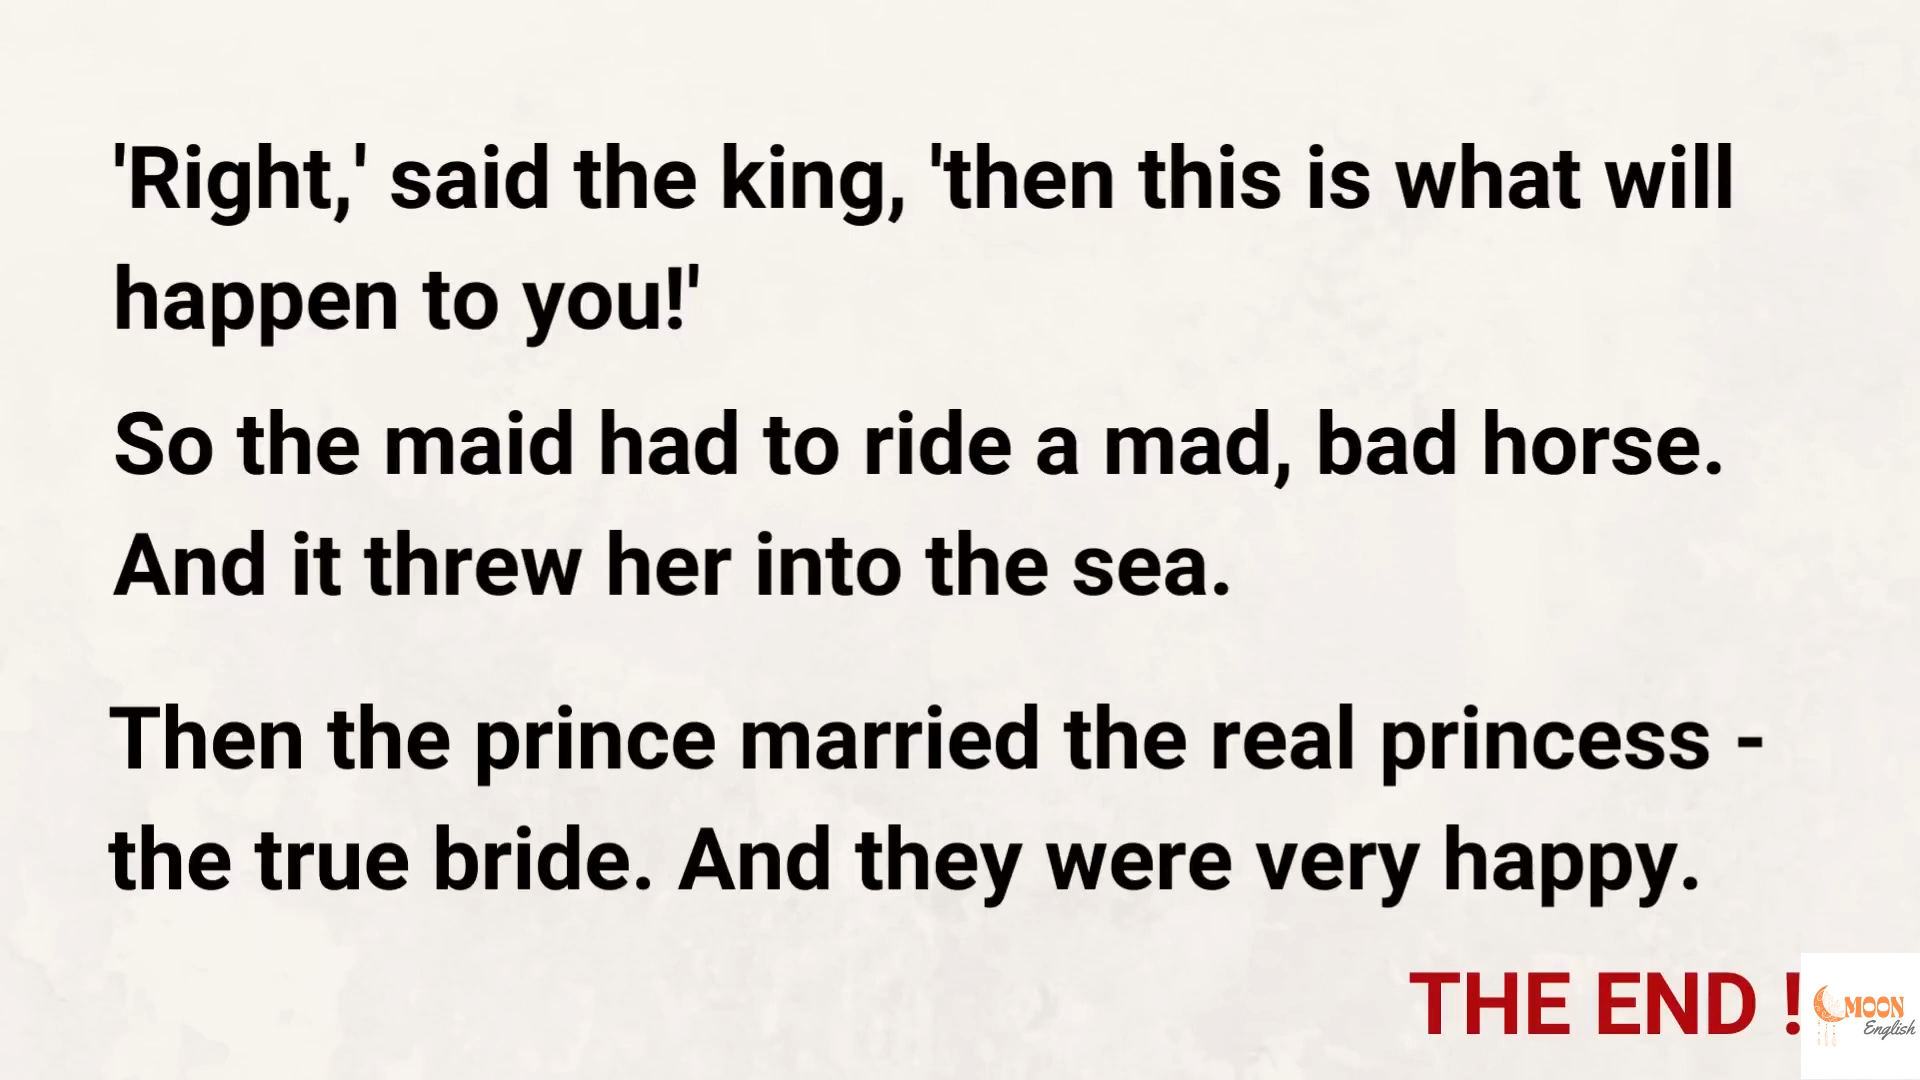 'Right,' said the king, 'then this is what will
happen to you!'
So the maid had to ride a mad, bad horse.
And it threw her into the sea.
Then the prince married the real princess -
the true bride. And they were very happy.
THE END !
MOON
English